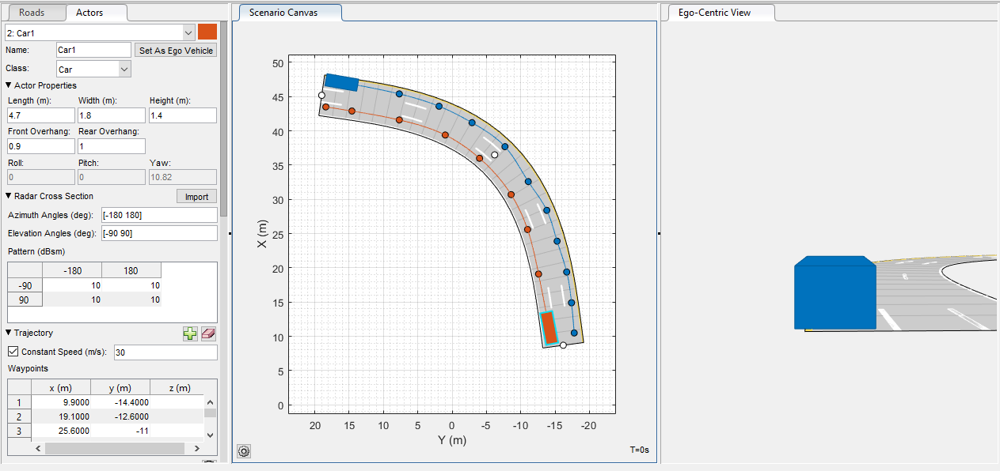 Roads Actors
2: Car1
Name: Car1 Set As Ego Vehicle
Class: Car
Actor Properties
Length (m): Width (m): Height (m):
4.7 1.8 1.4
Front Overhang: Rear Overhang:
0.9 1
Roll: Pitch: Yaw:
0 0 10.82
Radar Cross Section Import
Azimuth Angles (deg): [-180 180]
Elevation Angles (deg): [-90 90]
Pattern (dBsm)
-180 180
-90 10 10
90 10 10
Trajectory
Constant Speed (m/s): 30
Waypoints
x (m) y (m) z (m)
1 9.9000 -14.4000
2 19.1000 -12.6000
3 25.6000 -11
Scenario Canvas
50
45
40
35
30
25
20
15
10
5
0
X (m)
20 15 10 5 0 -5 -10 -15 -20
Y (m)
T=0s
Ego-Centric View